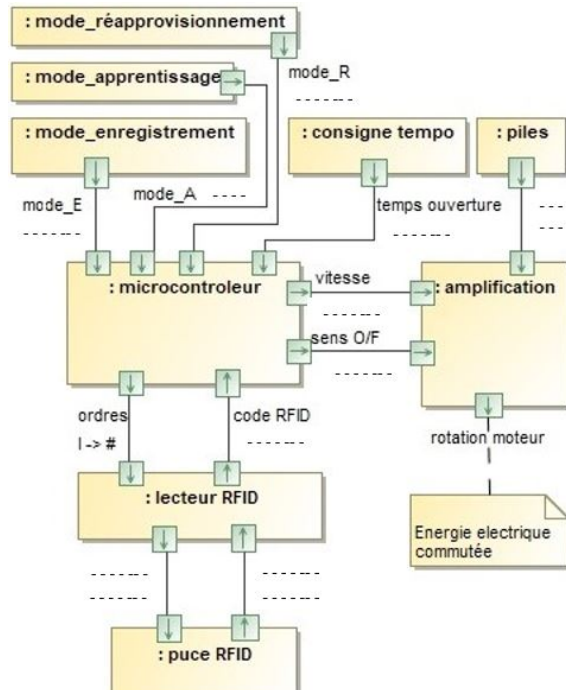 : mode_réapprovisionnement
mode_R
: mode_apprentissage
: mode_enregistrement
: consigne tempo
: piles
mode_E
mode_A
temps ouverture
: microcontroleur
vitesse
: amplification
sens O/F
ordres
code RFID
I -> #
rotation moteur
: lecteur RFID
Energie electrique
commutée
: puce RFID